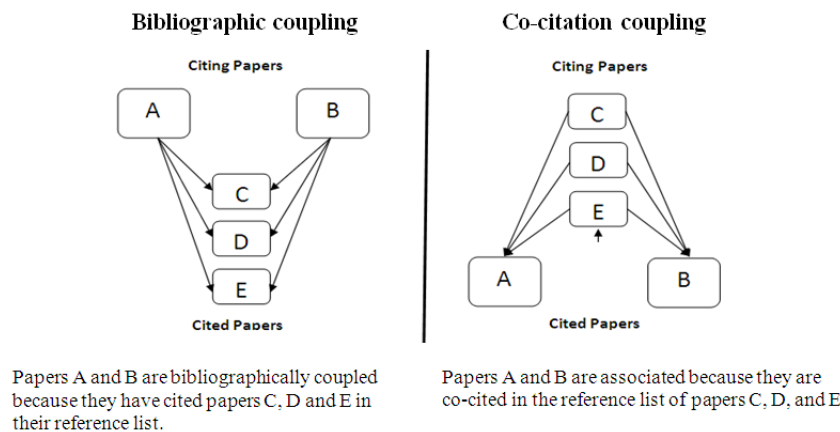 Bibliographic coupling
Citing Papers
A
B
C
D
E
Cited Papers
Papers A and B are bibliographically coupled
because they have cited papers C, D and E in
their reference list.
Co-citation coupling
Citing Papers
C
D
E
A
B
Cited Papers
Papers A and B are associated because they are
co-cited in the reference list of papers C, D, and E